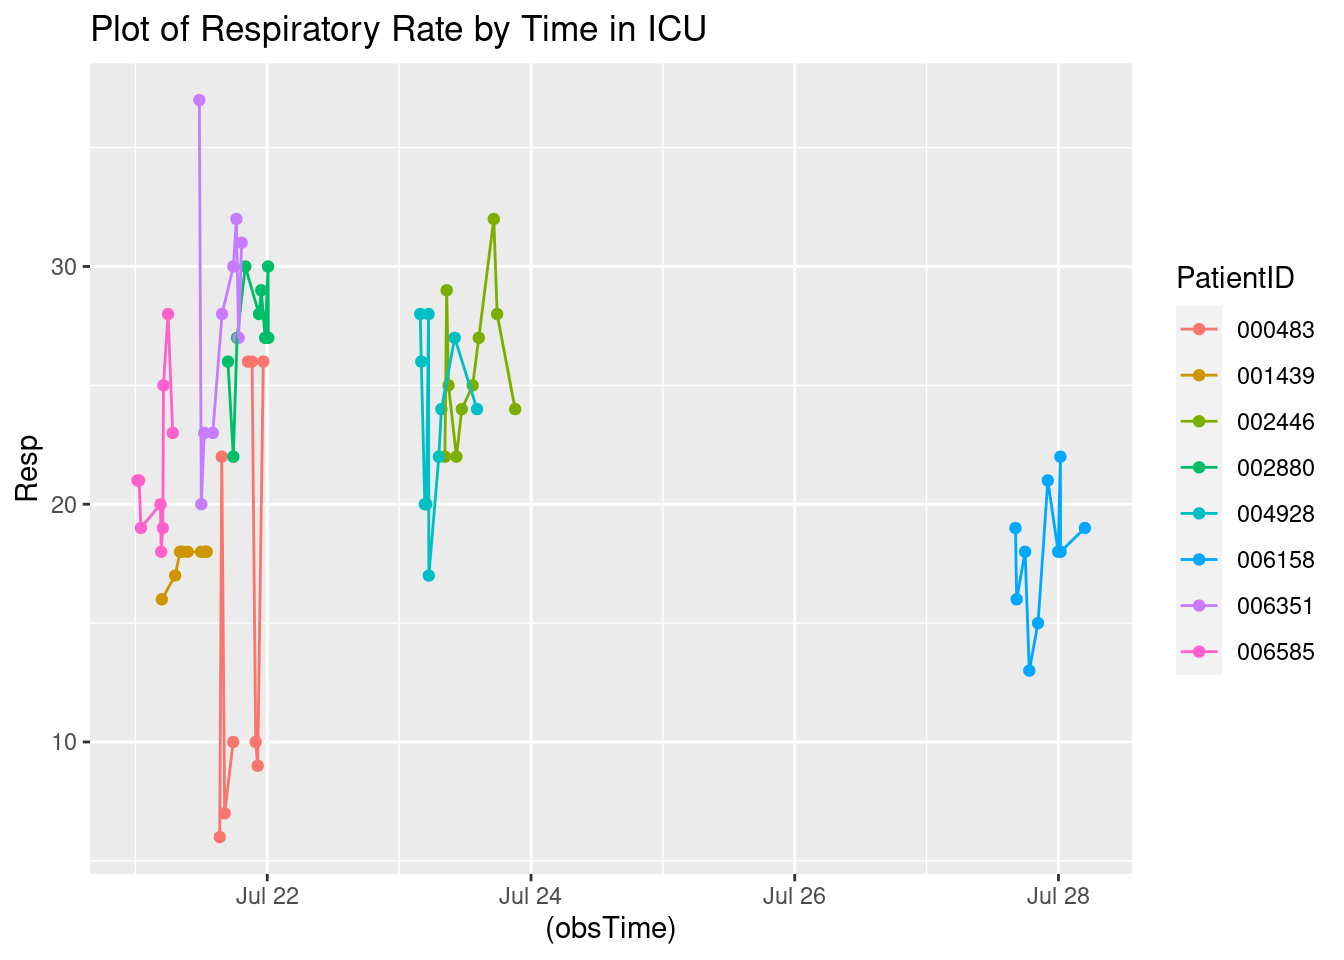 Plot of Respiratory Rate by Time in ICU
30
20
10
Resp
Jul 22
Jul 24
Jul 26
Jul 28
(obsTime)
PatientID
000483
001439
002446
002880
004928
006158
006351
006585